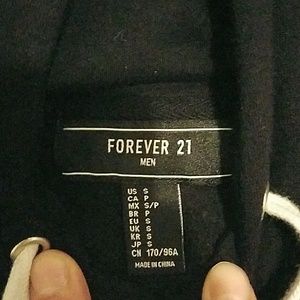 FOREVER 21
MEN
US S
CA P
MX S/P
BR P
EU S
UK S
KR S
JP S
CN 170/96A
MADE IN CHINA